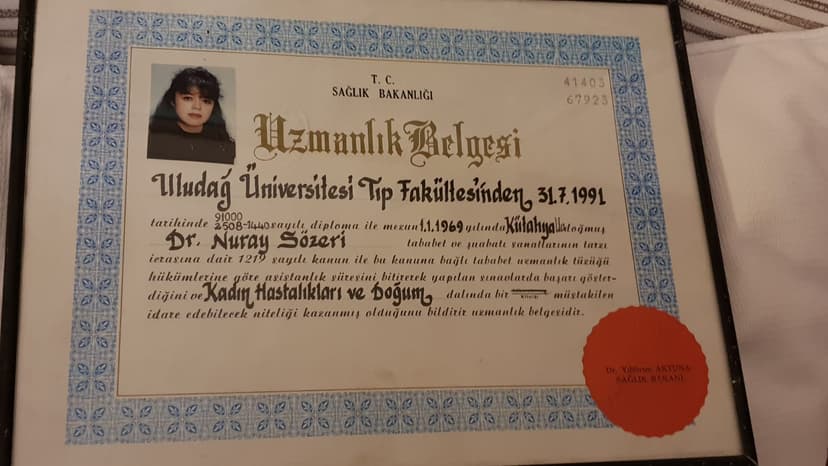 T. C.
SAĞLIK BAKANLIĞI
41403
67923
Uzmanlık Belgesi
Uludağ Üniversitesi Tıp Fakültesi'nden 31.7.1991
91000
tarihinde 2508-1440 sayılı diploma ile mezun 1.1.1969 yılında Kütahya'da doğmuş
Dr. Nuray Sözeri tababet ve şuabatı sanatlarının tarzı
icrasına dair 1219 sayılı kanun ile bu kanuna bağlı tababet uzmanlık tüzüğü
hükümlerine göre asistanlık süresini bitirerek yapılan sınavlarda başarı göster-
diğini ve Kadın Hastalıkları ve Doğum dalında bir müstakilen
idare edebilecek niteliği kazanmış olduğunu bildirir uzmanlık belgesidir.
Dr. Yıldırım AKTUNA
SAĞLIK BAKANI